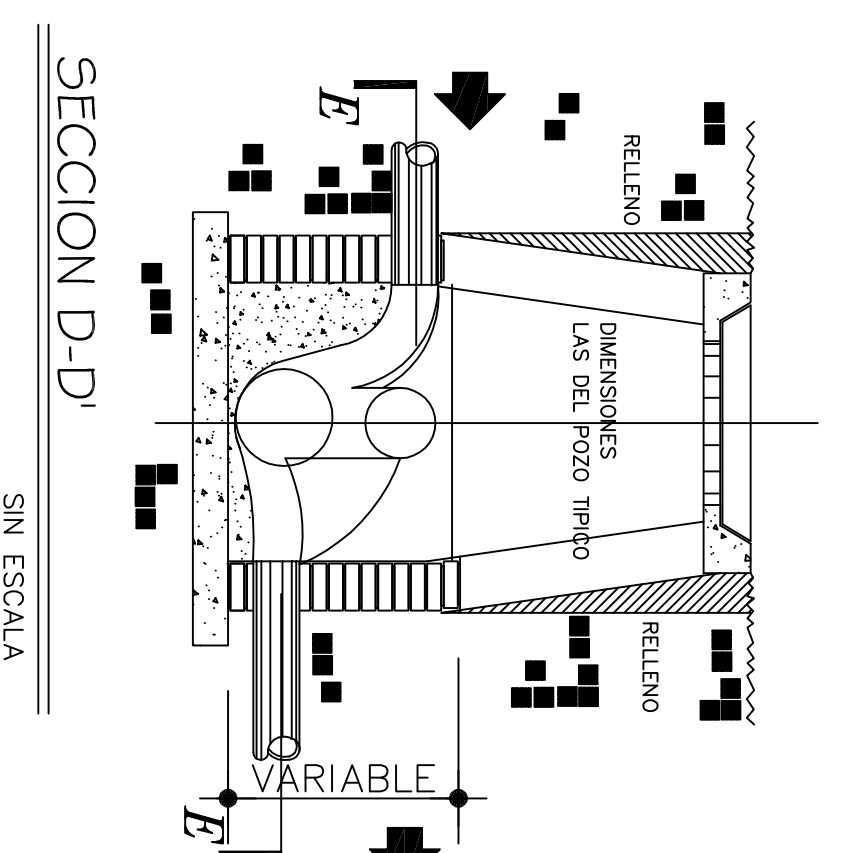 E
RELLENO
DIMENSIONES
LAS DEL POZO TIPICO
RELLENO
VARIABLE
E
SECCION D-D'
SIN ESCALA